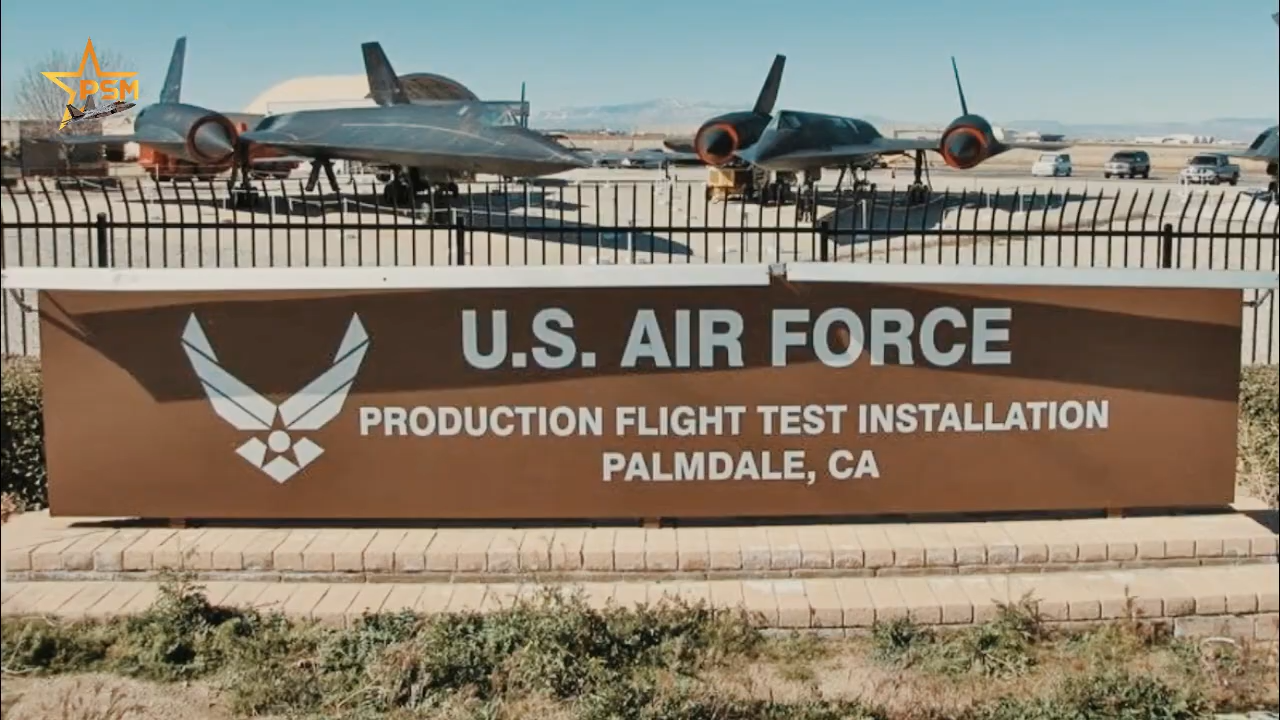 PSM
U.S. AIR FORCE
PRODUCTION FLIGHT TEST INSTALLATION
PALMDALE, CA